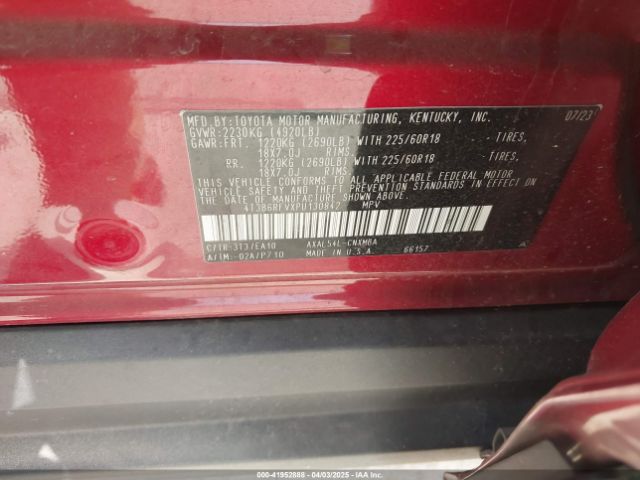 MFD.BY:TOYOTA MOTOR MANUFACTURING, KENTUCKY, INC. 07/23
GVWR:2230KG (4920LB)
GAWR:FRT. 1220KG (2690LB) WITH 225/60R18 TIRES,
18X7.0J RIMS
RR. 1220KG (2690LB) WITH 225/60R18 TIRES,
18X7.0J RIMS.
THIS VEHICLE CONFORMS TO ALL APPLICABLE FEDERAL MOTOR
VEHICLE SAFETY AND THEFT PREVENTION STANDARDS IN EFFECT ON
THE DATE OF MANUFACTURE SHOWN ABOVE.
MPV
C/TR:3T3/EA10 AXAL54L-CNXMBA
A/TM:-02A/P710 MADE IN U.S.A. 66157 A
000-41952888 - 04/03/2025 - IAAI.COM